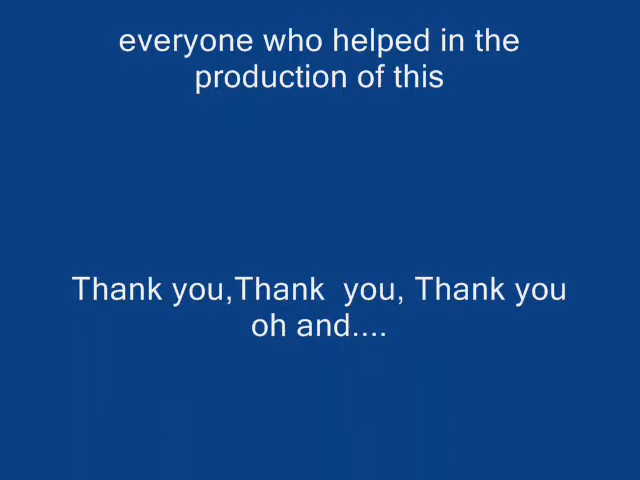 everyone who helped in the
production of this
Thank you,Thank  you, Thank you
oh and....